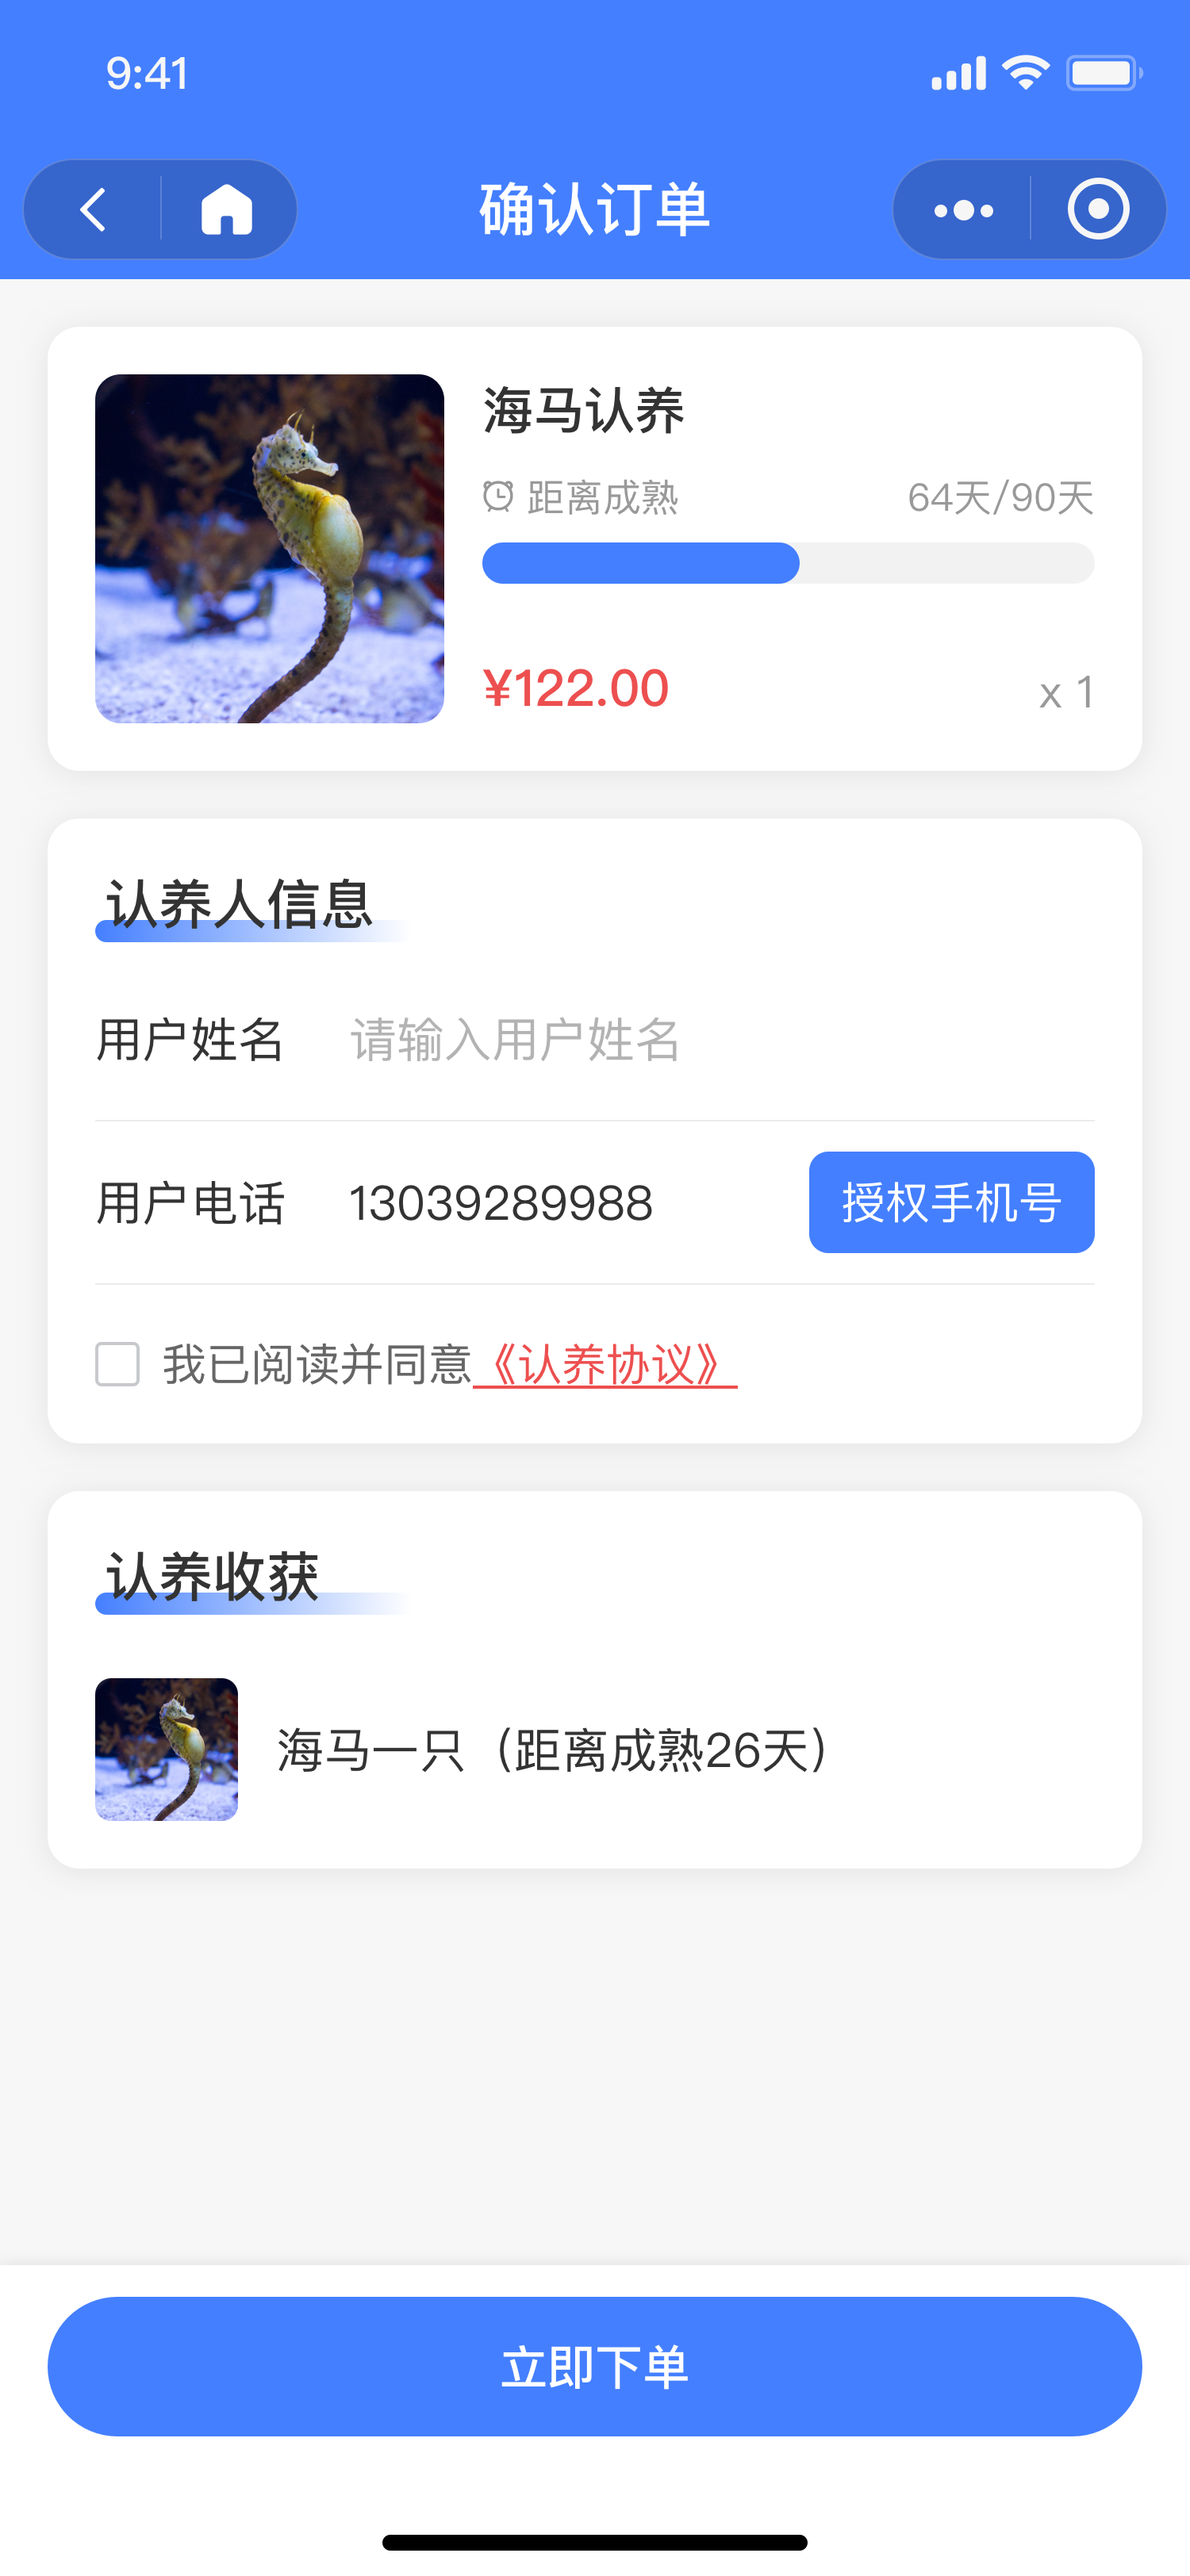 9:41
确认订单
海马认养
距离成熟 64天/90天
¥122.00 x 1
认养人信息
用户姓名 请输入用户姓名
用户电话 13039289988 授权手机号
我已阅读并同意《认养协议》
认养收获
海马一只（距离成熟26天）
立即下单